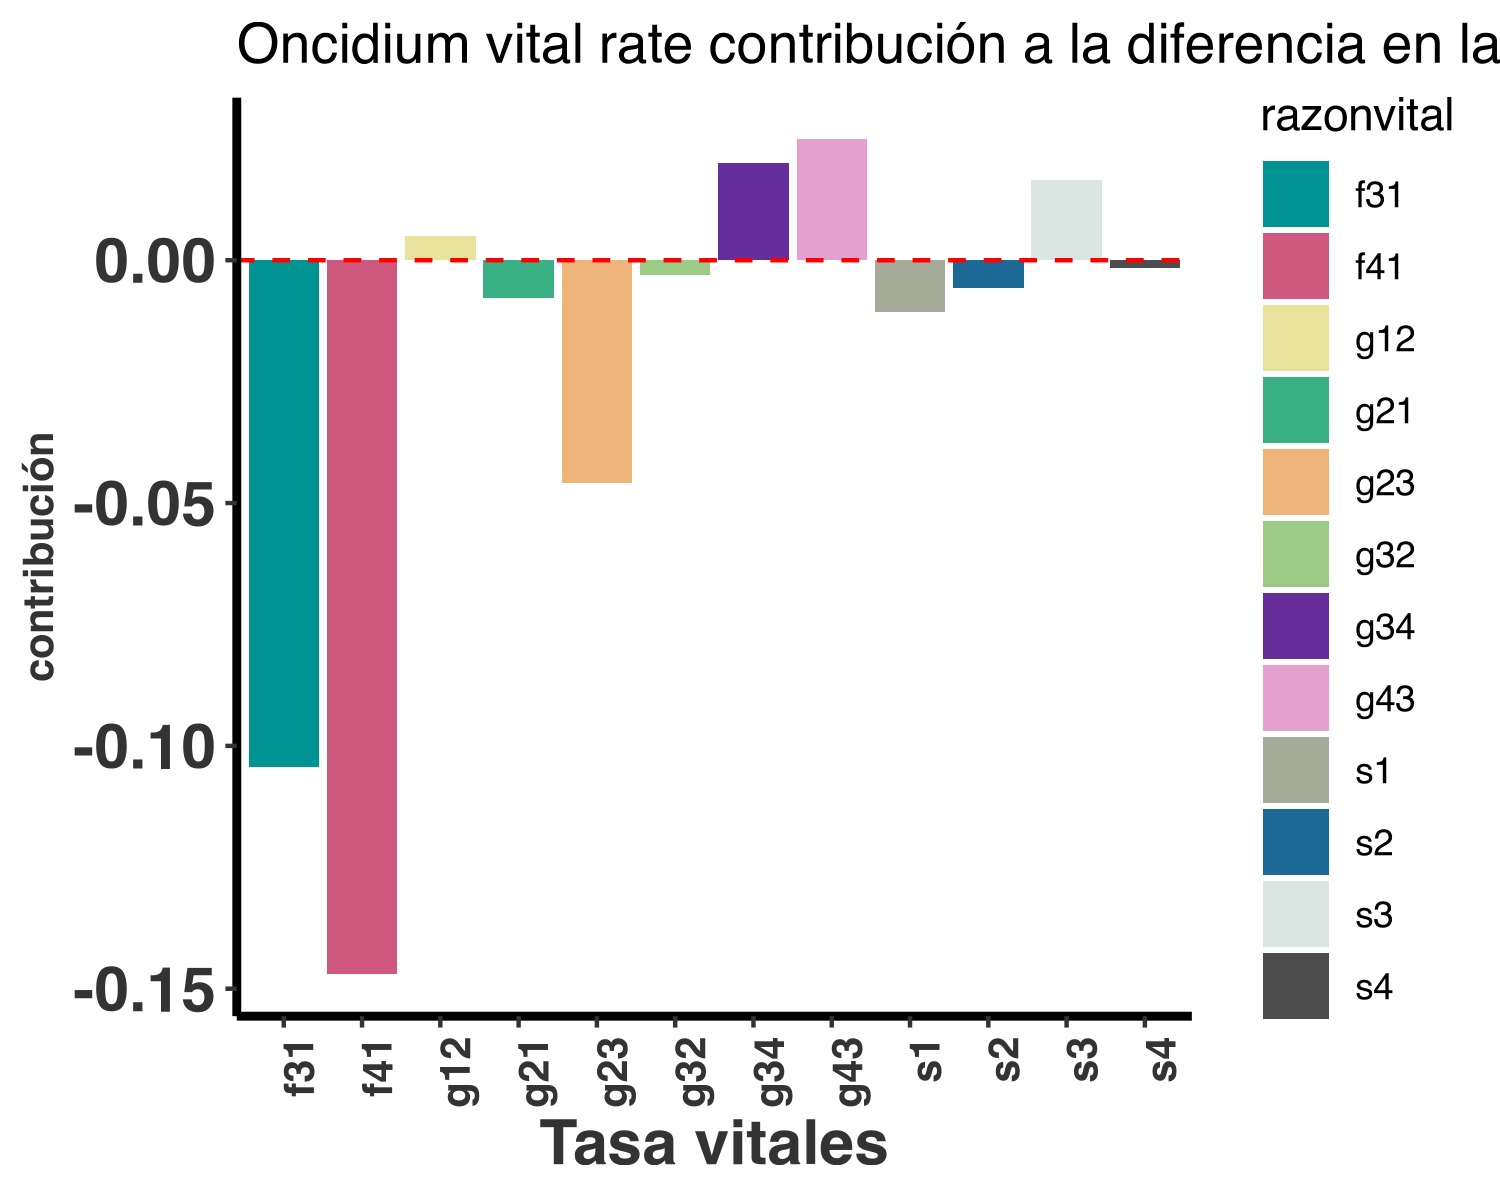 Oncidium vital rate contribución a la diferencia en la
razonvital
f31
f41
g12
g21
g23
g32
g34
g43
s1
s2
s3
s4
contribución
0.00
-0.05
-0.10
-0.15
f31
f41
g12
g21
g23
g32
g34
g43
s1
s2
s3
s4
Tasa vitales